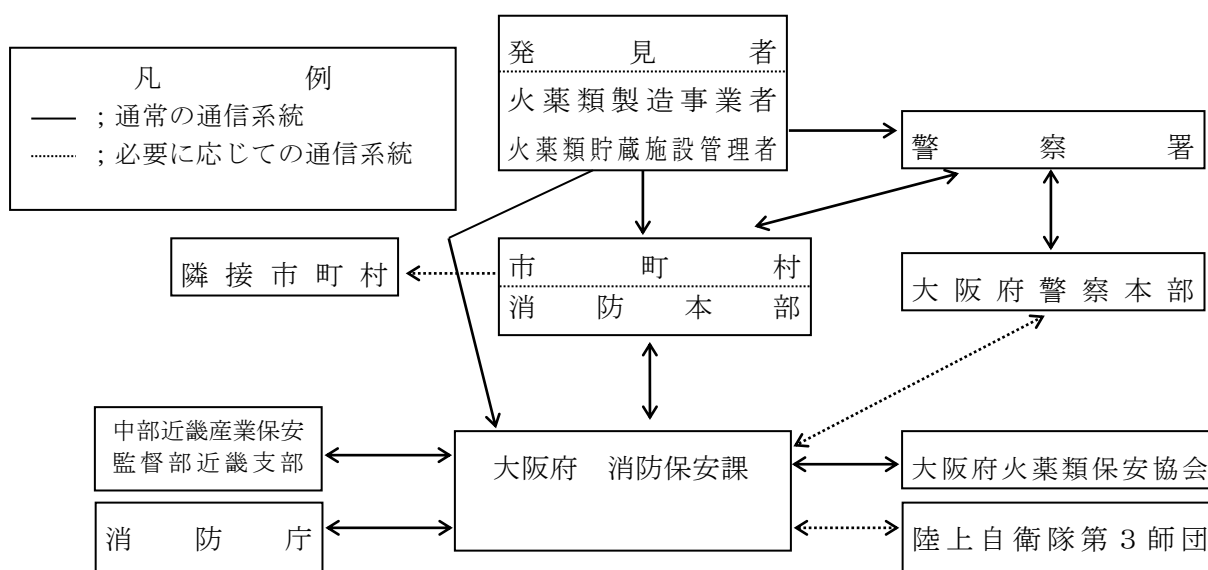 凡例
；通常の通信系統
；必要に応じての通信系統
発見者
火薬類製造事業者
火薬類貯蔵施設管理者
警察署
隣接市町村
市町村
消防本部
大阪府警察本部
中部近畿産業保安
監督部近畿支部
大阪府　消防保安課
大阪府火薬類保安協会
消防庁
陸上自衛隊第３師団